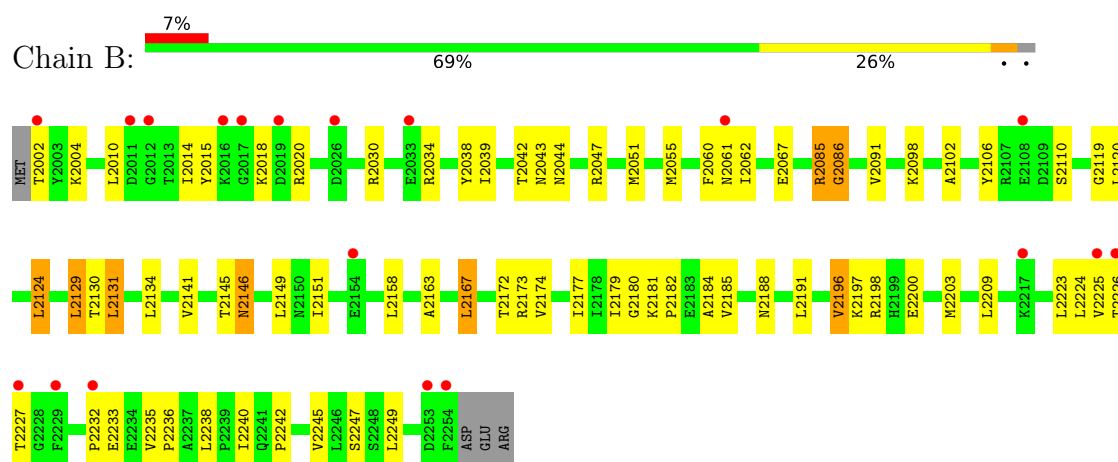 7%
Chain B:
69% 26% • •
MET T2002 Y2003 K2004 L2010 D2011 G2012 T2013 I2014 Y2015 K2016 G2017 K2018 D2019 R2020 D2026 R2030 E2033 R2034 Y2038 I2039 T2042 N2043 N2044 R2047 M2051 M2055 F2060 N2061 I2062 E2067 R2085 G2086 V2091 K2098 A2102 Y2106 R2107 E2108 D2109 S2110 G2119 L2120
L2124 L2129 T2130 L2131 L2134 V2141 T2145 N2146 L2149 N2150 I2151 E2154 L2158 A2163 L2167 T2172 R2173 V2174 I2177 I2178 I2179 G2180 K2181 P2182 E2183 A2184 V2185 N2188 L2191 V2196 K2197 R2198 H2199 E2200 M2203 L2209 K2217 L2223 L2224 V2225 T2226
T2227 G2228 F2229 P2232 E2233 E2234 V2235 P2236 A2237 L2238 P2239 I2240 Q2241 P2242 V2245 L2246 S2247 S2248 L2249 D2253 F2254 ASP GLU ARG